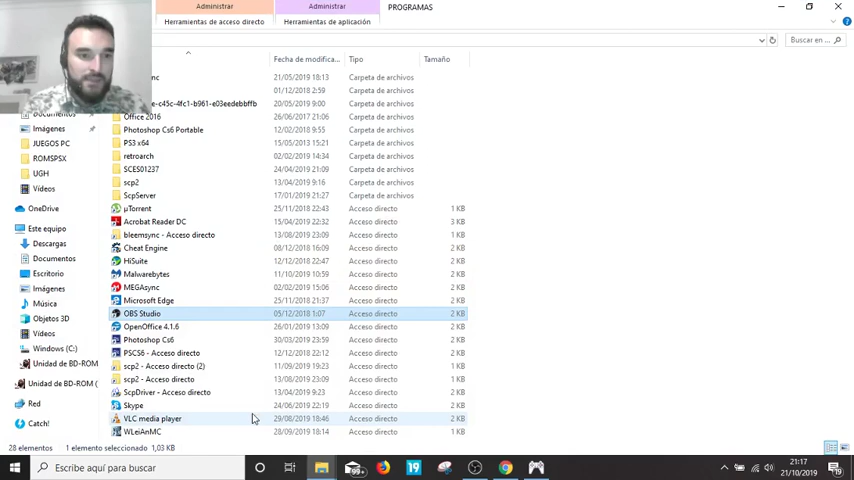 Administrar Administrar PROGRAMAS
Herramientas de acceso directo Herramientas de aplicación
Buscar en ...
Fecha de modifica... Tipo Tamaño
nc 21/05/2019 18:13 Carpeta de archivos
01/12/2018 2:59 Carpeta de archivos
-c45c-4fc1-b961-e03eedebbffb 20/05/2019 9:00 Carpeta de archivos
Documentos Office 2016 26/06/2017 21:06 Carpeta de archivos
Imágenes Photoshop Cs6 Portable 12/02/2018 9:55 Carpeta de archivos
JUEGOS PC PS3 x64 15/05/2013 15:21 Carpeta de archivos
ROMSPSX retroarch 02/02/2019 14:34 Carpeta de archivos
UGH SCES01237 24/04/2019 21:09 Carpeta de archivos
Vídeos scp2 13/04/2019 9:16 Carpeta de archivos
ScpServer 17/01/2019 21:27 Carpeta de archivos
OneDrive µTorrent 25/11/2018 22:43 Acceso directo 1 KB
Este equipo Acrobat Reader DC 15/04/2019 22:32 Acceso directo 3 KB
Descargas bleemsync - Acceso directo 13/08/2019 23:09 Acceso directo 1 KB
Documentos Cheat Engine 08/12/2018 16:09 Acceso directo 2 KB
Escritorio HiSuite 12/12/2018 22:47 Acceso directo 2 KB
Imágenes Malwarebytes 11/10/2019 10:59 Acceso directo 2 KB
Música MEGAsync 08/02/2018 15:06 Acceso directo 2 KB
Objetos 3D Microsoft Edge 25/11/2018 21:37 Acceso directo 2 KB
Vídeos OBS Studio 05/12/2018 1:07 Acceso directo 2 KB
Windows (C:) OpenOffice 4.1.6 26/01/2019 13:09 Acceso directo 2 KB
Unidad de BD-ROM Photoshop Cs6 30/03/2019 23:59 Acceso directo 2 KB
Unidad de BD-ROM ( PSCS6 - Acceso directo 12/12/2018 22:12 Acceso directo 2 KB
Red scp2 - Acceso directo (2) 11/09/2019 19:23 Acceso directo 1 KB
Catch! scp2 - Acceso directo 13/08/2019 23:09 Acceso directo 1 KB
ScpDriver - Acceso directo 13/04/2019 9:23 Acceso directo 1 KB
Skype 24/06/2019 22:19 Acceso directo 2 KB
VLC media player 29/08/2019 18:46 Acceso directo 2 KB
WLeiAnMC 28/09/2019 18:14 Acceso directo 1 KB
28 elementos 1 elemento seleccionado 1,03 KB
Escribe aquí para buscar 99+ 19 21:17
21/10/2019 19